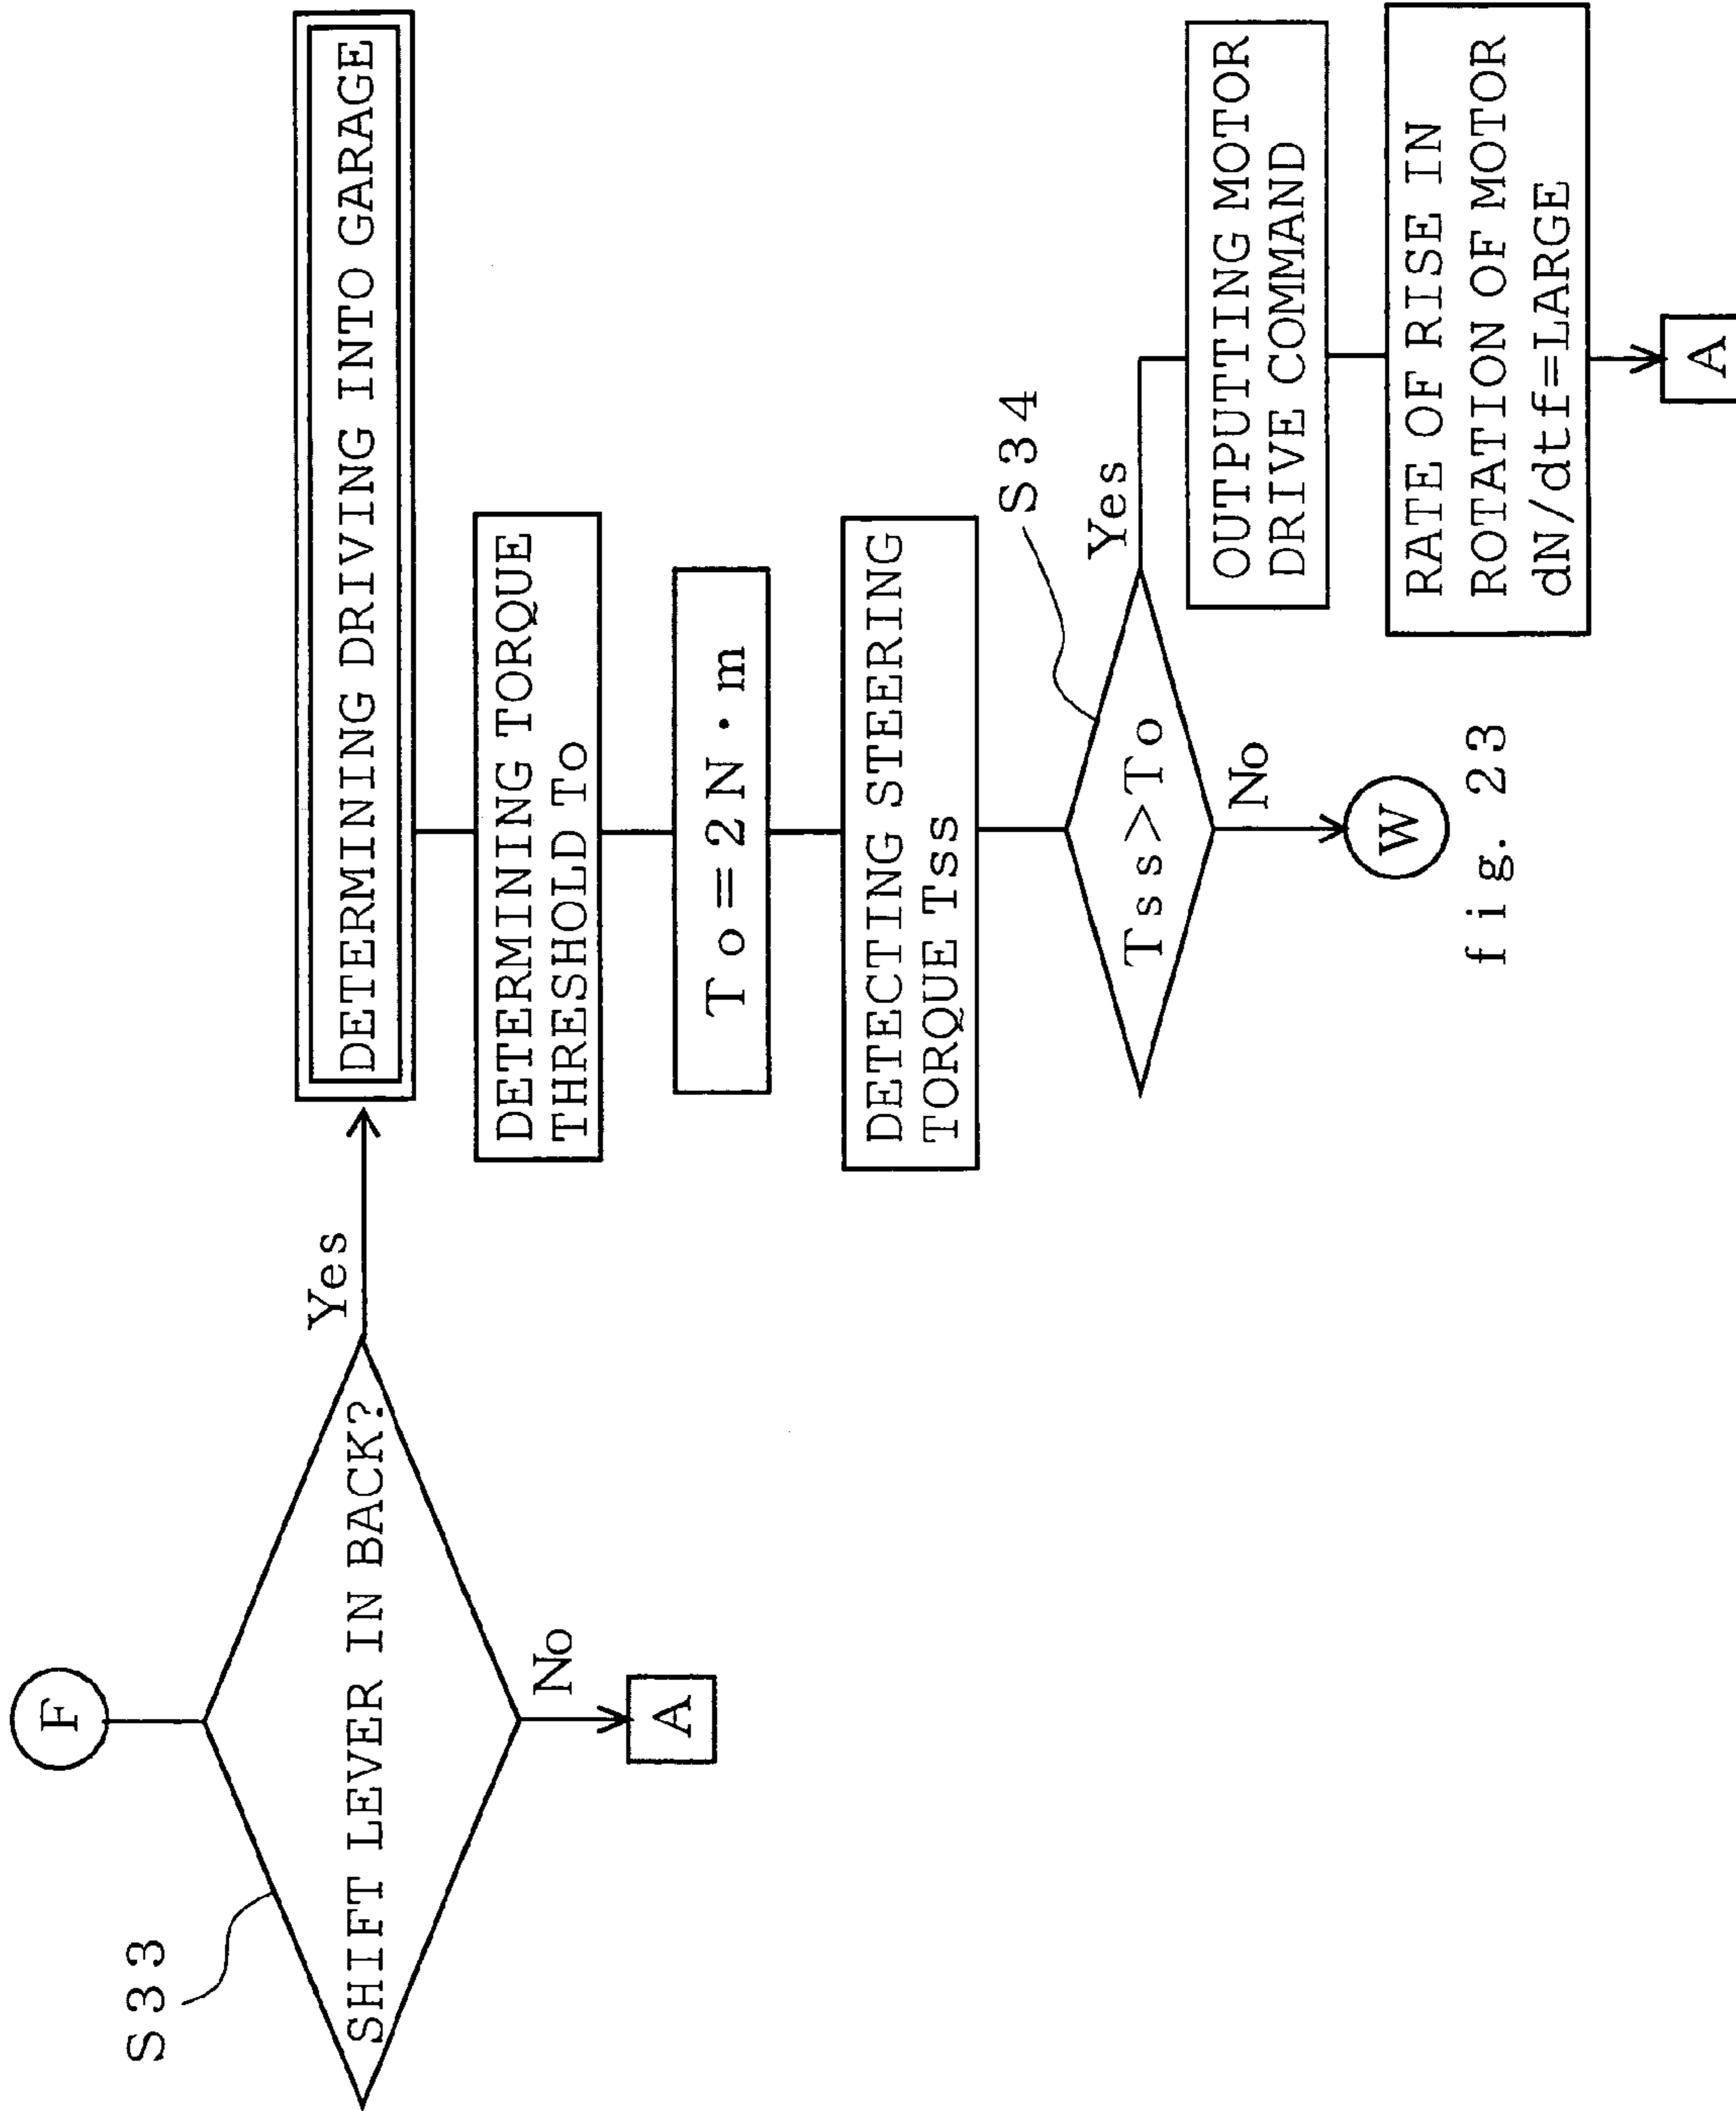 F
S33
SHIFT LEVER IN BACK?
Yes
No
A
DETERMINING DRIVING INTO GARAGE
DETERMINING TORQUE
THRESHOLD To
To=2N·m
DETECTING STEERING
TORQUE Tss
S34
Tss>To
Yes
No
W
fig. 23
OUTPUTTING MOTOR
DRIVE COMMAND
RATE OF RISE IN
ROTATION OF MOTOR
dN/dtf=LARGE
A